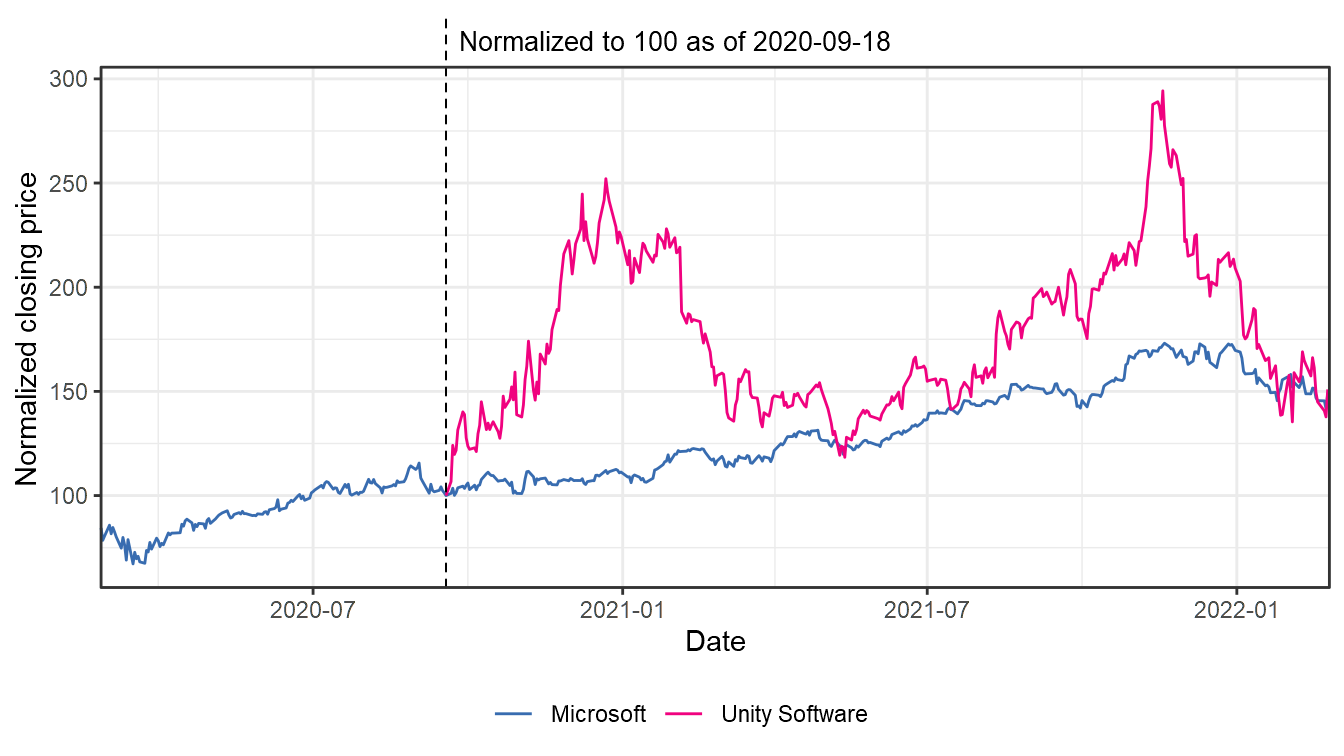 Normalized to 100 as of 2020-09-18
300
250
200
150
100
Normalized closing price
2020-07 2021-01 2021-07 2022-01
Date
Microsoft Unity Software